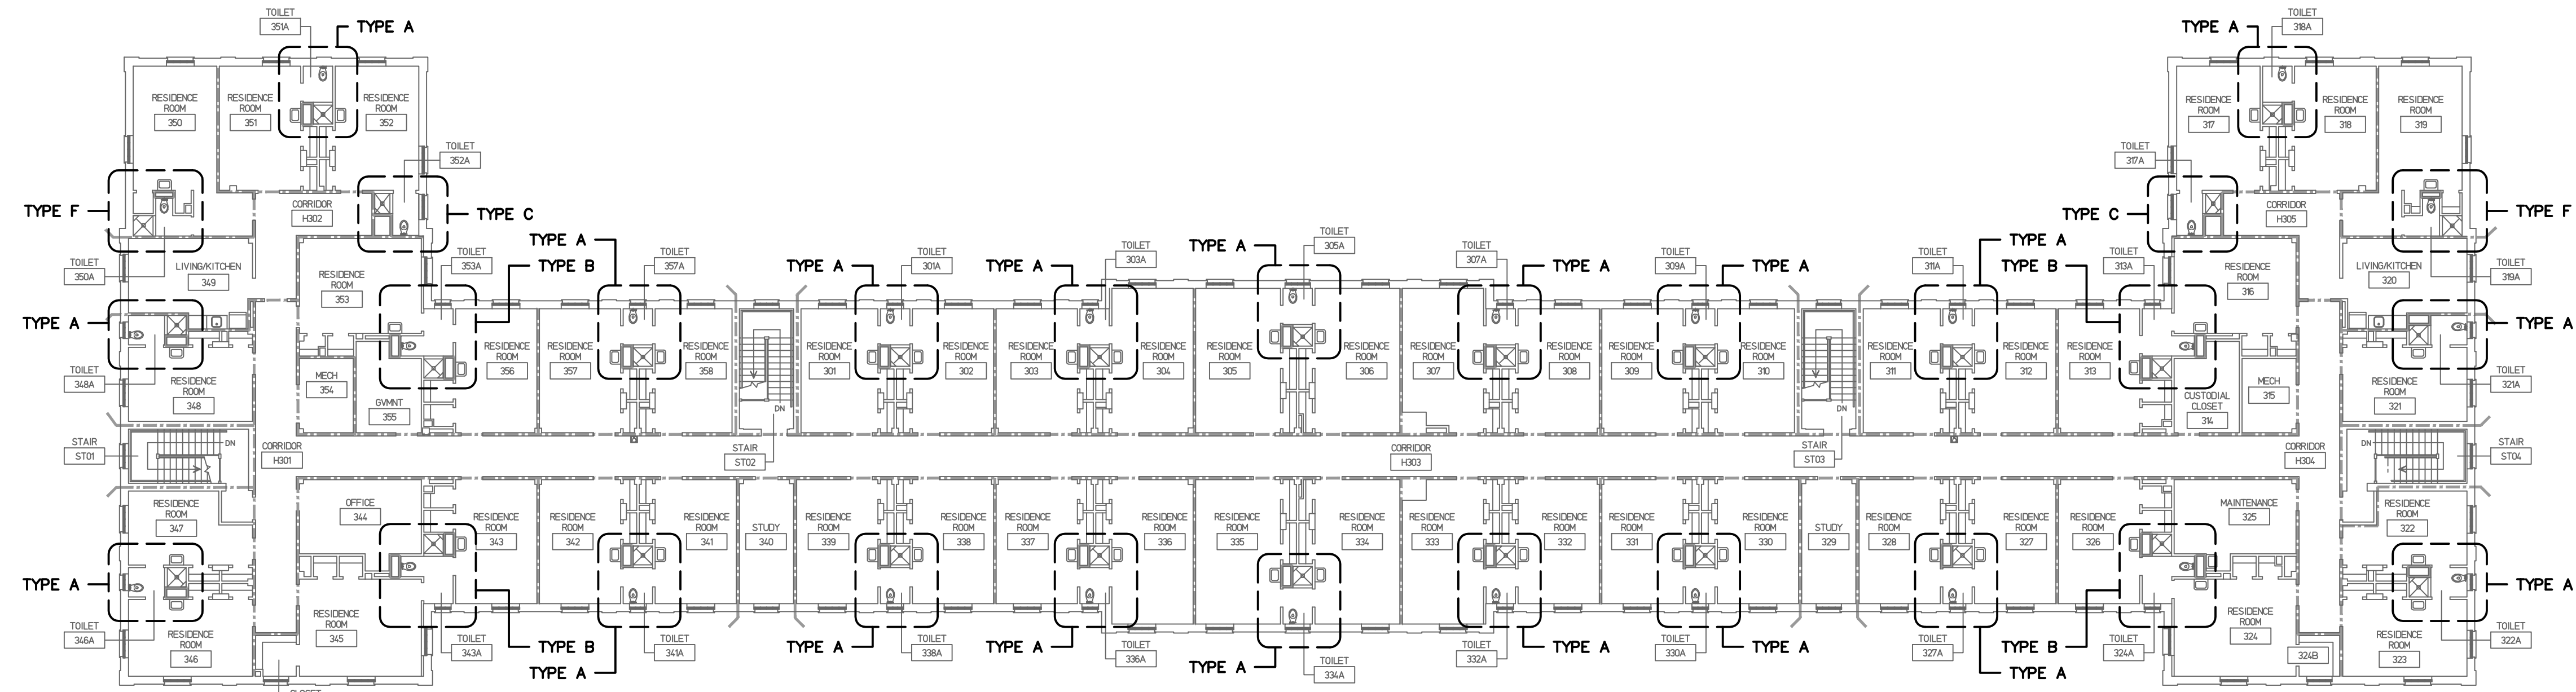 TOILET
351A
TYPE A
TYPE A
TOILET
318A
RESIDENCE
ROOM
350
RESIDENCE
ROOM
351
RESIDENCE
ROOM
352
RESIDENCE
ROOM
317
RESIDENCE
ROOM
318
RESIDENCE
ROOM
319
TOILET
352A
TOILET
317A
TYPE F
CORRIDOR
H302
TYPE C
TYPE C
CORRIDOR
H305
TYPE F
TOILET
350A
LIVING/KITCHEN
349
RESIDENCE
ROOM
353
TOILET
353A
TYPE A
TYPE B
TOILET
357A
TYPE A
TOILET
301A
TYPE A
TOILET
303A
TYPE A
TOILET
305A
TOILET
307A
TYPE A
TOILET
309A
TYPE A
TOILET
311A
TYPE A
TYPE B
TOILET
313A
RESIDENCE
ROOM
316
LIVING/KITCHEN
320
TOILET
319A
TYPE A
TYPE A
TOILET
348A
RESIDENCE
ROOM
348
MECH
354
GVMNT
355
RESIDENCE
ROOM
356
RESIDENCE
ROOM
357
RESIDENCE
ROOM
358
DN
RESIDENCE
ROOM
301
RESIDENCE
ROOM
302
RESIDENCE
ROOM
303
RESIDENCE
ROOM
304
RESIDENCE
ROOM
305
RESIDENCE
ROOM
306
RESIDENCE
ROOM
307
RESIDENCE
ROOM
308
RESIDENCE
ROOM
309
RESIDENCE
ROOM
310
DN
RESIDENCE
ROOM
311
RESIDENCE
ROOM
312
RESIDENCE
ROOM
313
CUSTODIAL
CLOSET
314
MECH
315
RESIDENCE
ROOM
321
TOILET
321A
STAIR
ST01
DN
CORRIDOR
H301
STAIR
ST02
CORRIDOR
H303
STAIR
ST03
CORRIDOR
H304
DN
STAIR
ST04
RESIDENCE
ROOM
347
OFFICE
344
RESIDENCE
ROOM
343
RESIDENCE
ROOM
342
RESIDENCE
ROOM
341
STUDY
340
RESIDENCE
ROOM
339
RESIDENCE
ROOM
338
RESIDENCE
ROOM
337
RESIDENCE
ROOM
336
RESIDENCE
ROOM
335
RESIDENCE
ROOM
334
RESIDENCE
ROOM
333
RESIDENCE
ROOM
332
RESIDENCE
ROOM
331
RESIDENCE
ROOM
330
STUDY
329
RESIDENCE
ROOM
328
RESIDENCE
ROOM
327
RESIDENCE
ROOM
326
MAINTENANCE
325
RESIDENCE
ROOM
322
TYPE A
TYPE A
TOILET
346A
RESIDENCE
ROOM
346
RESIDENCE
ROOM
345
TOILET
343A
TYPE B
TYPE A
TOILET
341A
TYPE A
TOILET
338A
TYPE A
TOILET
336A
TYPE A
TOILET
334A
TOILET
332A
TYPE A
TOILET
330A
TYPE A
TOILET
327A
TYPE B
TYPE A
TOILET
324A
RESIDENCE
ROOM
324
324B
RESIDENCE
ROOM
323
TOILET
322A